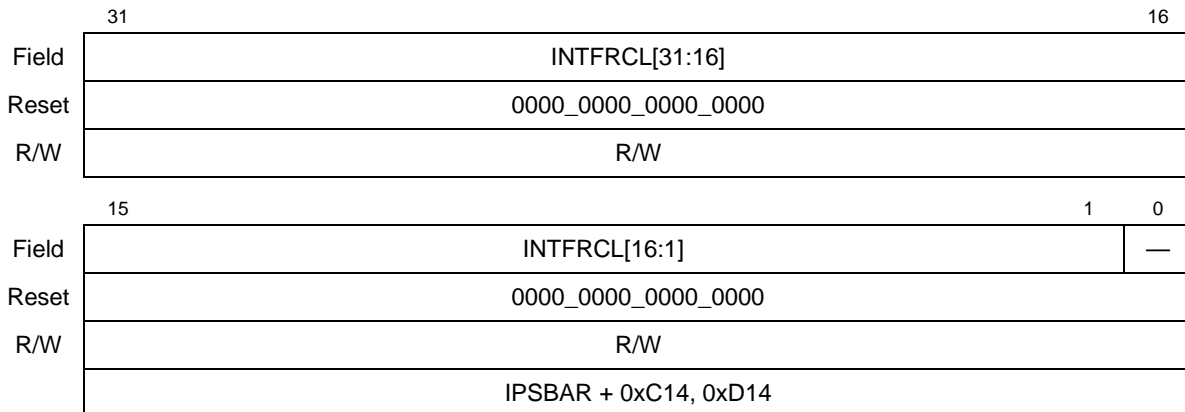 31 16
Field INTFRCL[31:16]
Reset 0000_0000_0000_0000
R/W R/W
15 1 0
Field INTFRCL[16:1] —
Reset 0000_0000_0000_0000
R/W R/W
IPSBAR + 0xC14, 0xD14